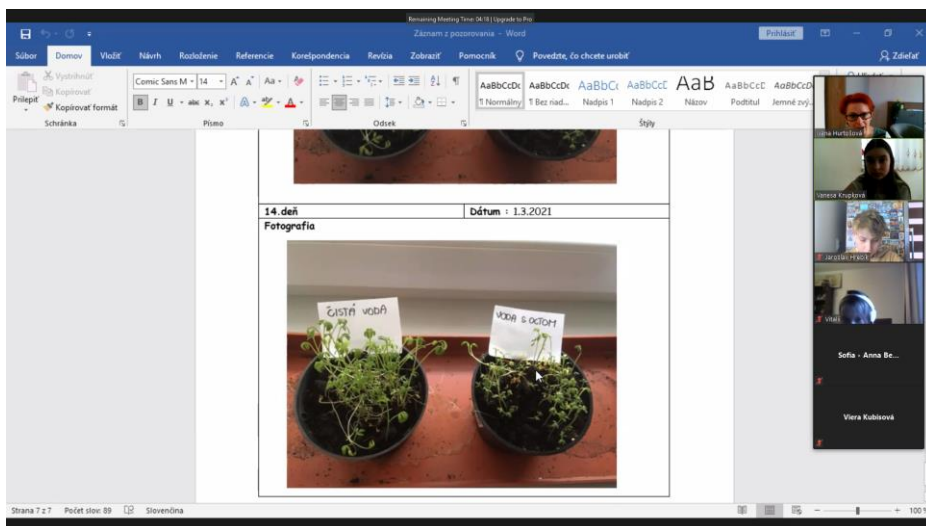 Remaining Meeting Time: 04:18 | Upgrade to Pro
Záznam z pozorovania - Word
Prihlásiť
Súbor Domov Vložiť Návrh Rozloženie Referencie Korešpondencia Revízia Zobraziť Pomocník Povedzte, čo chcete urobiť Zdieľať
Prilepiť
Vystrihnúť
Kopírovať
Kopírovať formát
Comic Sans M 14
AaBbCcDc AaBbCcDc AaBbCc AaBbCcC AaB AaBbCcC AaBbCcD
¶ Normálny ¶ Bez riad... Nadpis 1 Nadpis 2 Názov Podtitul Jemné zvý...
Schránka Písmo Odsek Štýly
14.deň Dátum : 1.3.2021
Fotografia
ČISTÁ VODA
VODA S OCTOM
Hurtošová
Vanesa Krupková
Sofia - Anna Be...
Viera Kubisová
Strana 7 z 7 Počet slov: 89 Slovenčina 100